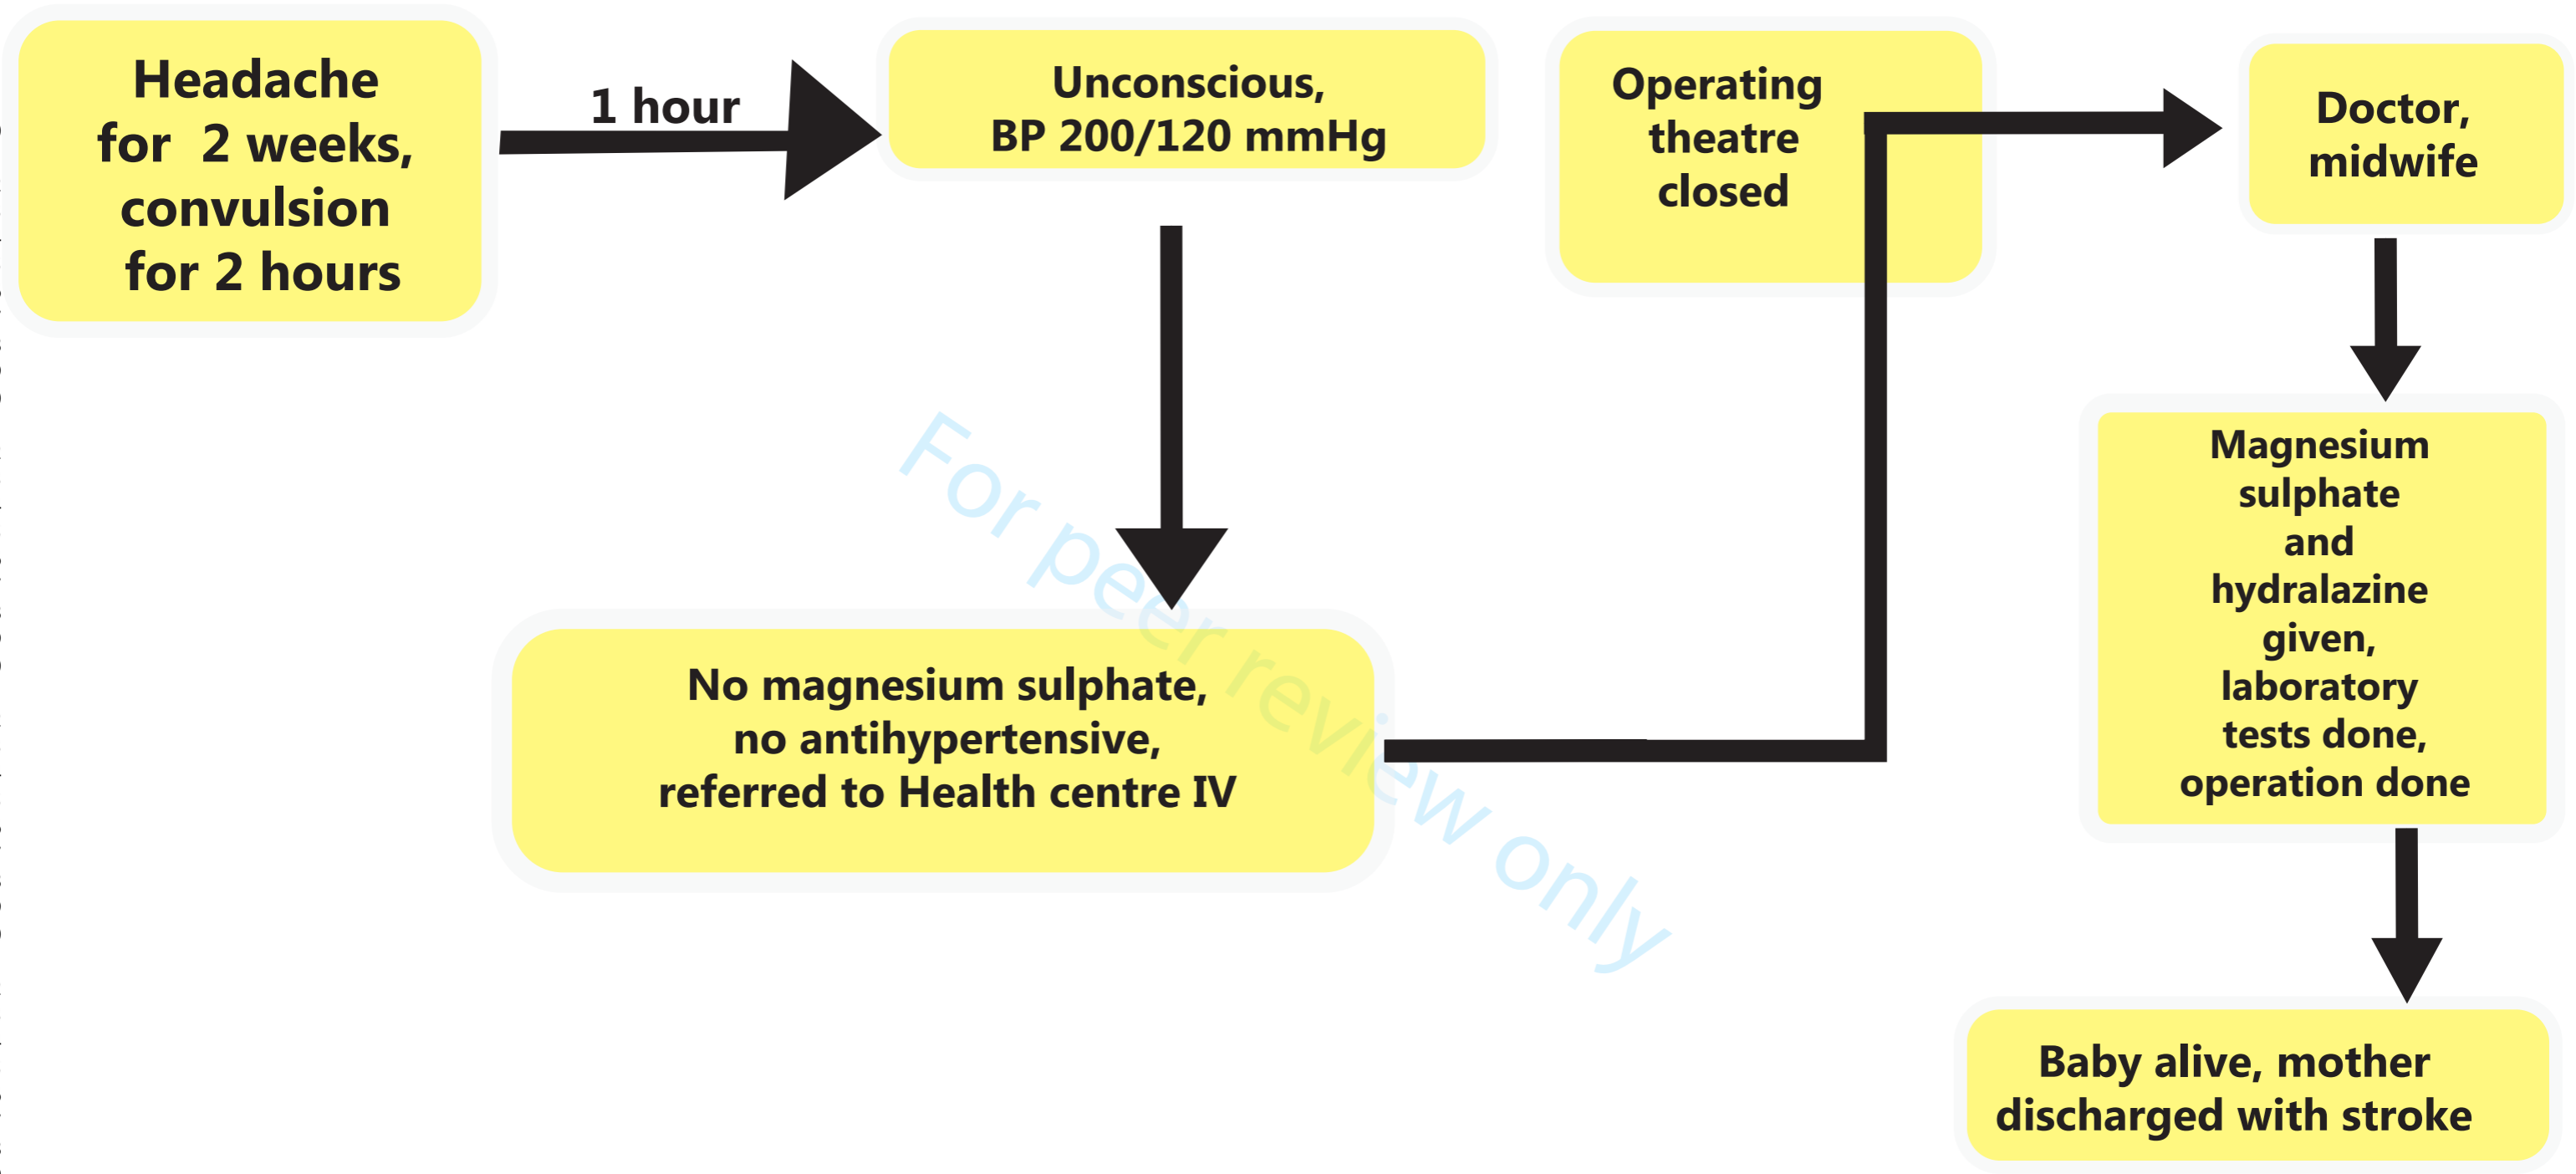 Headache
for 2 weeks,
convulsion
for 2 hours
1 hour
Unconscious,
BP 200/120 mmHg
No magnesium sulphate,
no antihypertensive,
referred to Health centre IV
Operating
theatre
closed
Doctor,
midwife
Magnesium
sulphate
and
hydralazine
given,
laboratory
tests done,
operation done
Baby alive, mother
discharged with stroke
For peer review only